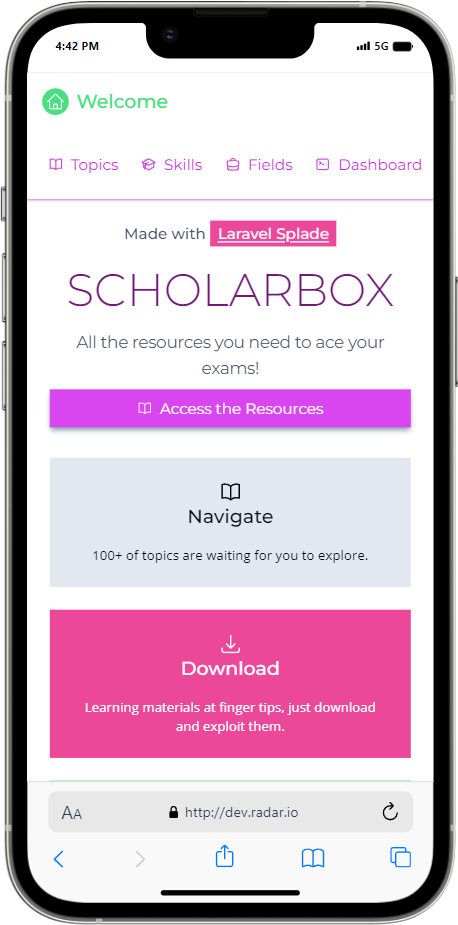 4:42 PM 5G
Welcome
Topics Skills Fields Dashboard
Made with Laravel Splade
SCHOLARBOX
All the resources you need to ace your
exams!
Access the Resources
Navigate
100+ of topics are waiting for you to explore.
Download
Learning materials at finger tips, just download
and exploit them.
AA http://dev.radar.io